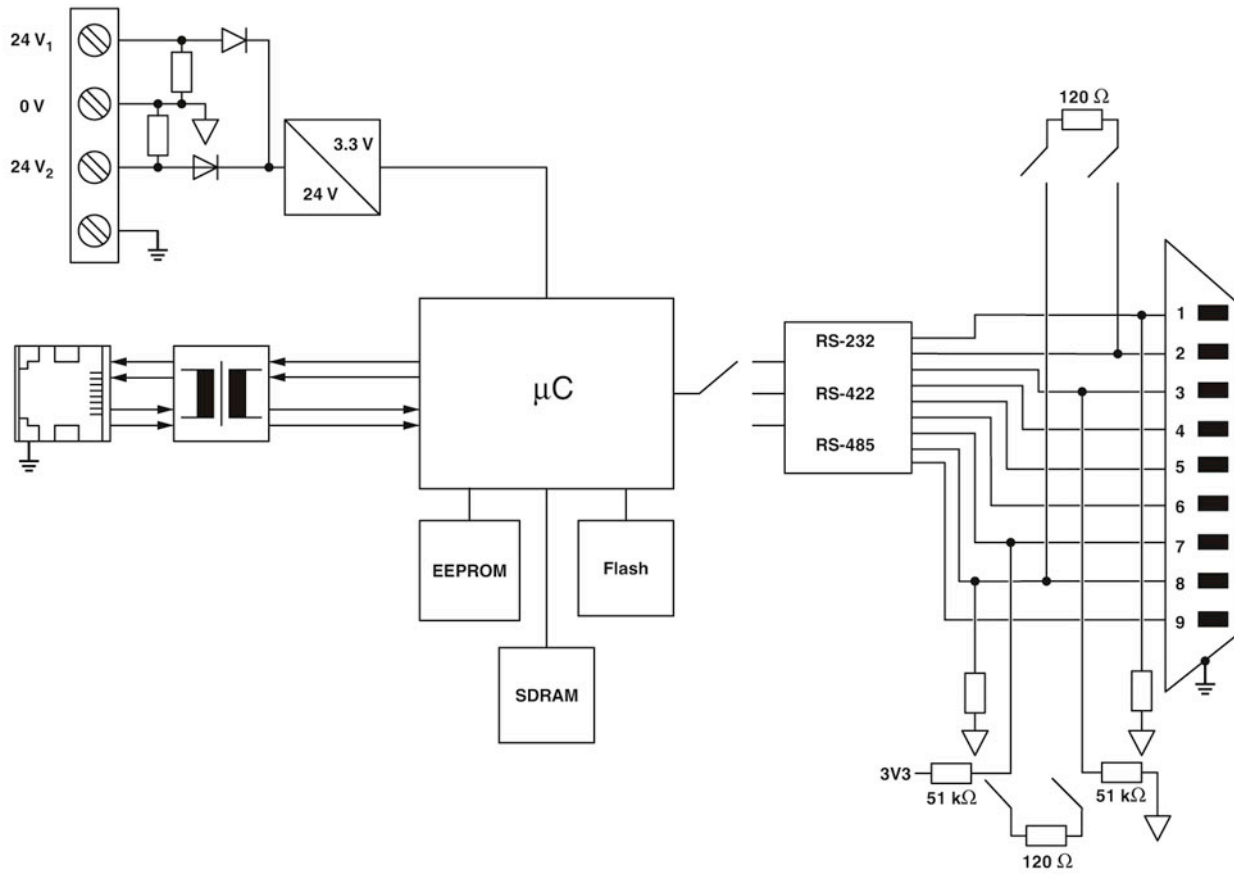 24 V₁
0 V
24 V₂
3.3 V
24 V
120 Ω
μC
RS-232
RS-422
RS-485
1
2
3
4
5
6
7
8
9
EEPROM
Flash
SDRAM
3V3
51 kΩ
51 kΩ
120 Ω